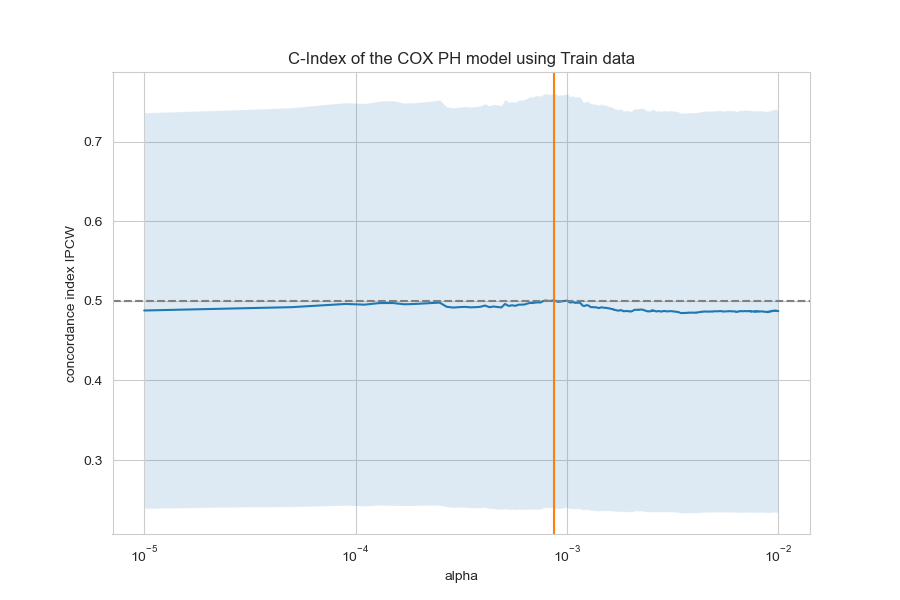 C-Index of the COX PH model using Train data
concordance index IPCW
0.7
0.6
0.5
0.4
0.3
10⁻⁵ 10⁻⁴ 10⁻³ 10⁻²
alpha